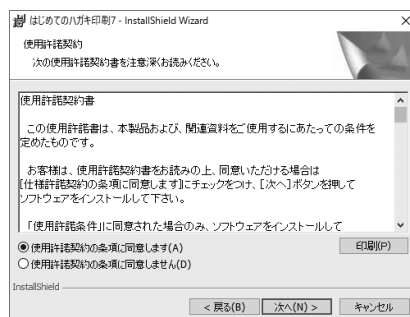 はじめてのハガキ印刷7 - InstallShield Wizard
使用許諾契約
次の使用許諾契約書を注意深くお読みください。
使用許諾契約書
この使用許諾書は、本製品および、関連資料をご使用するにあたっての条件を
定めたものです。
お客様は、使用許諾契約書をお読みの上、同意いただける場合は
[仕様許諾契約の条項に同意します]にチェックをつけ、[次へ]ボタンを押して
ソフトウェアをインストールして下さい。
「使用許諾条件」に同意された場合のみ、ソフトウェアをインストールして
使用許諾契約の条項に同意します(A)
印刷(P)
使用許諾契約の条項に同意しません(D)
InstallShield
< 戻る(B)
次へ(N) >
キャンセル